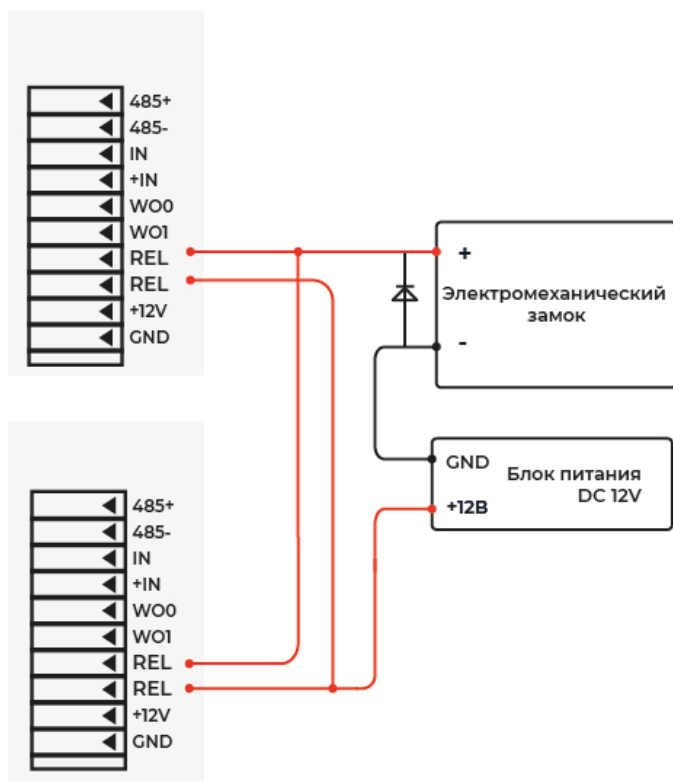 485+
485-
IN
+IN
WO0
WO1
REL
REL
+12V
GND
+
Электромеханический
замок
-
GND
Блок питания
DC 12V
+12В
485+
485-
IN
+IN
WO0
WO1
REL
REL
+12V
GND